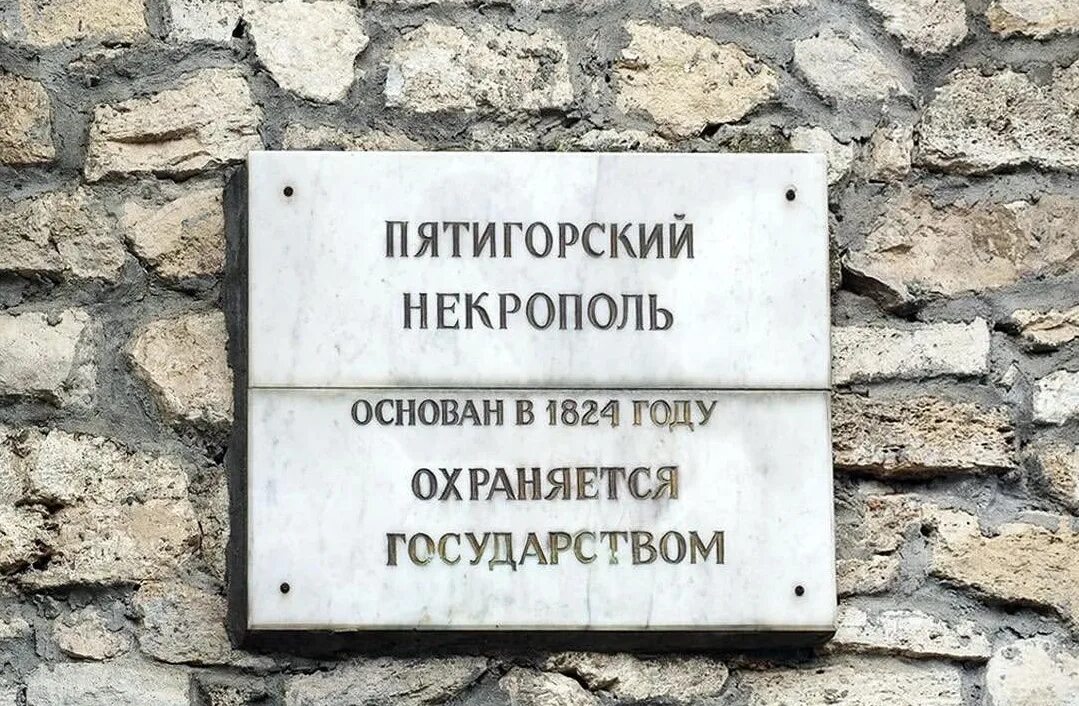 ПЯТИГОРСКИЙ
НЕКРОПОЛЬ
ОСНОВАН В 1824 ГОДУ
ОХРАНЯЕТСЯ
ГОСУДАРСТВОМ